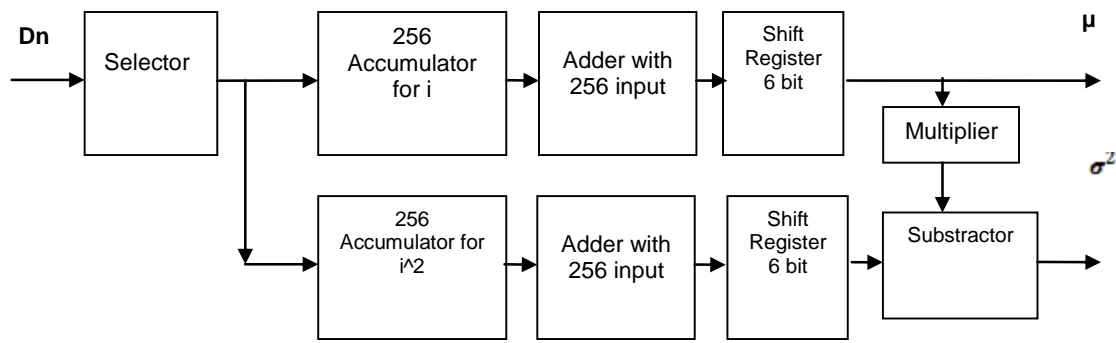 Dn
Selector
256
Accumulator
for i
Adder with
256 input
Shift
Register
6 bit
μ
Multiplier
σ²
256
Accumulator for
i^2
Adder with
256 input
Shift
Register
6 bit
Substractor